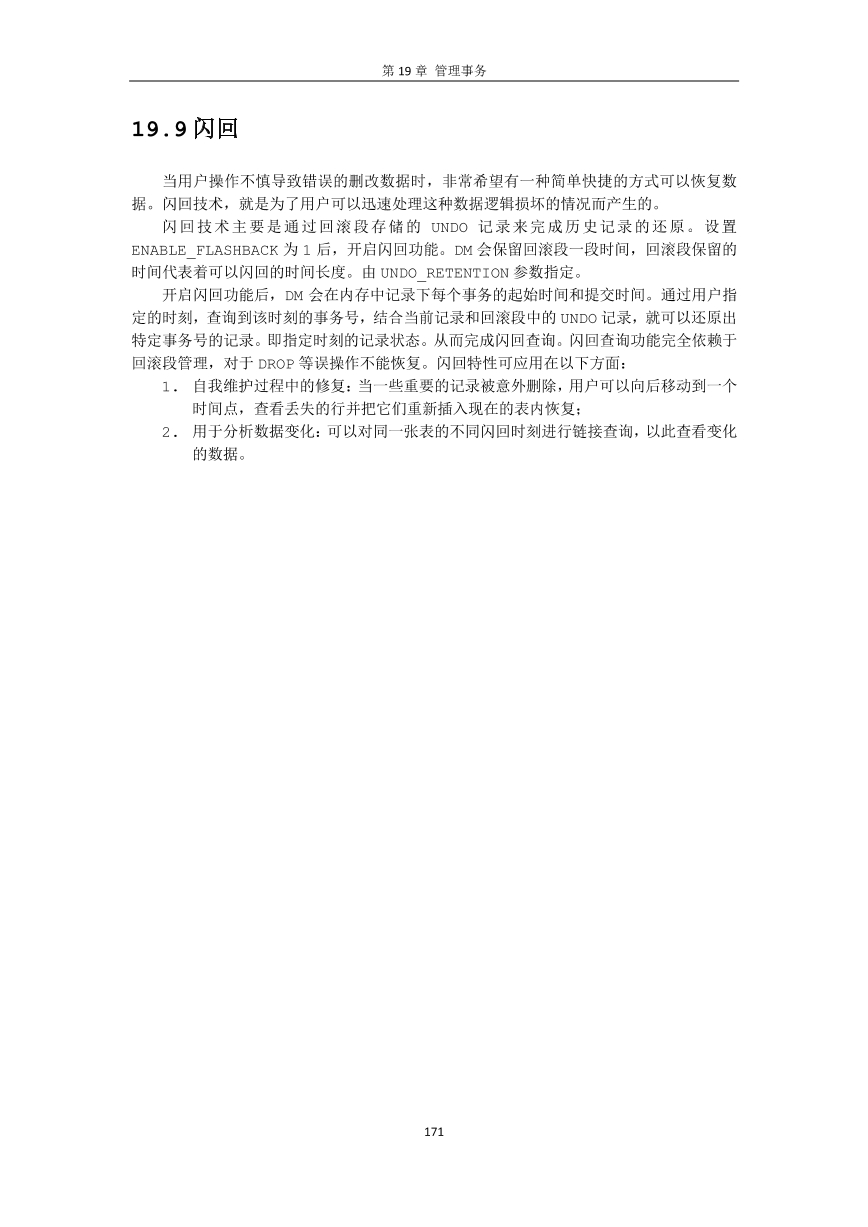 第 19 章 管理事务
19.9 闪回
当用户操作不慎导致错误的删改数据时，非常希望有一种简单快捷的方式可以恢复数
据。闪回技术，就是为了用户可以迅速处理这种数据逻辑损坏的情况而产生的。
闪回技术主要是通过回滚段存储的 UNDO 记录来完成历史记录的还原。设置
ENABLE_FLASHBACK 为 1 后，开启闪回功能。DM 会保留回滚段一段时间，回滚段保留的
时间代表着可以闪回的时间长度。由 UNDO_RETENTION 参数指定。
开启闪回功能后，DM 会在内存中记录下每个事务的起始时间和提交时间。通过用户指
定的时刻，查询到该时刻的事务号，结合当前记录和回滚段中的 UNDO 记录，就可以还原出
特定事务号的记录。即指定时刻的记录状态。从而完成闪回查询。闪回查询功能完全依赖于
回滚段管理，对于 DROP 等误操作不能恢复。闪回特性可应用在以下方面：
1. 自我维护过程中的修复：当一些重要的记录被意外删除，用户可以向后移动到一个
时间点，查看丢失的行并把它们重新插入现在的表内恢复；
2. 用于分析数据变化：可以对同一张表的不同闪回时刻进行链接查询，以此查看变化
的数据。
171